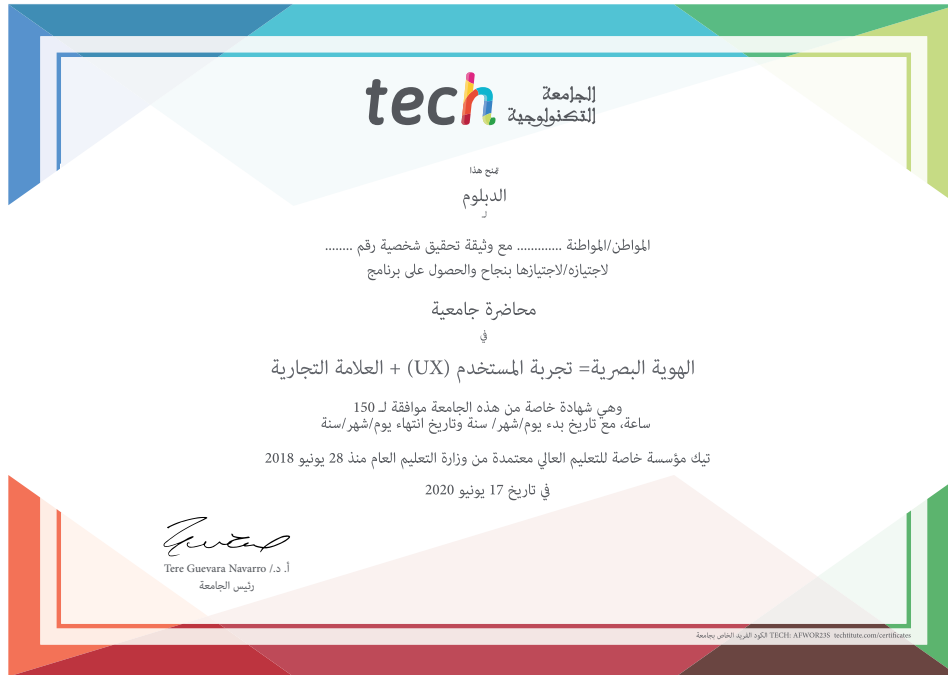 tech
الجامعة
التكنولوجية
تمنح هذا
الدبلوم
لـ
المواطن/المواطنة ............. مع وثيقة تحقيق شخصية رقم ........
لاجتيازه/لاجتيازها بنجاح والحصول على برنامج
محاضرة جامعية
في
الهوية البصرية= تجربة المستخدم (UX) + العلامة التجارية
وهي شهادة خاصة من هذه الجامعة موافقة لـ 150
ساعة، مع تاريخ بدء يوم/شهر/ سنة وتاريخ انتهاء يوم/شهر/سنة
تيك مؤسسة خاصة للتعليم العالي معتمدة من وزارة التعليم العام منذ 28 يونيو 2018
في تاريخ 17 يونيو 2020
أ. د./ Tere Guevara Navarro
رئيس الجامعة
الكود الفريد الخاص بجامعة TECH: AFWOR23S techtitute.com/certificates